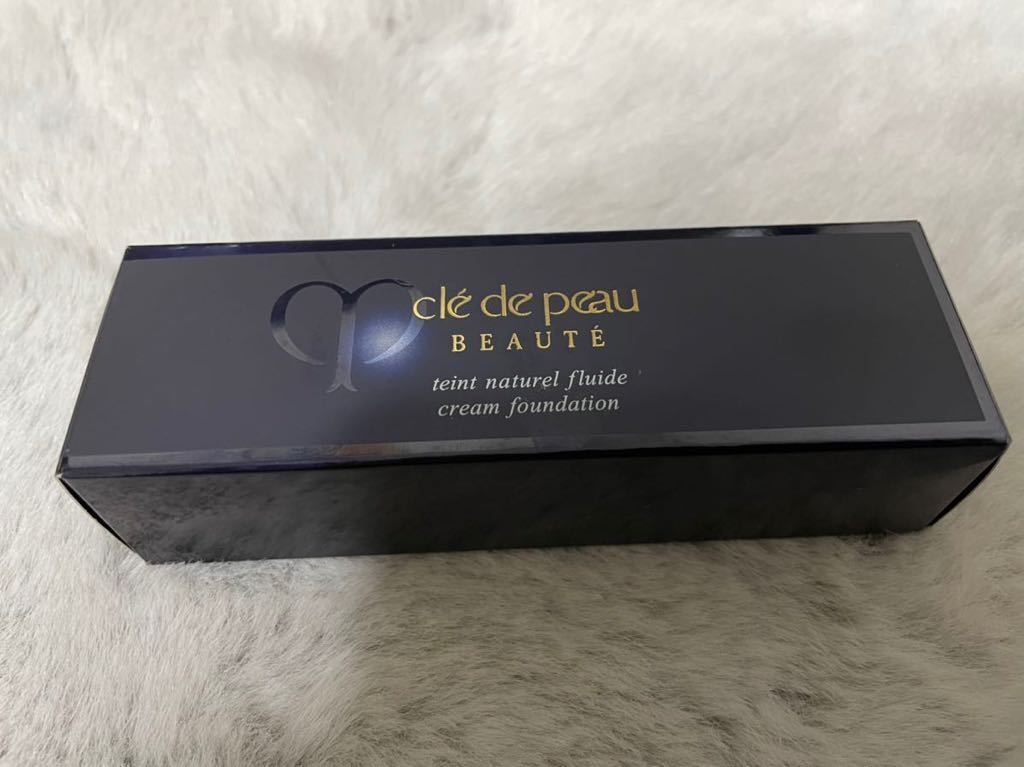 clé de peau
BEAUTÉ
teint naturel fluide
cream foundation